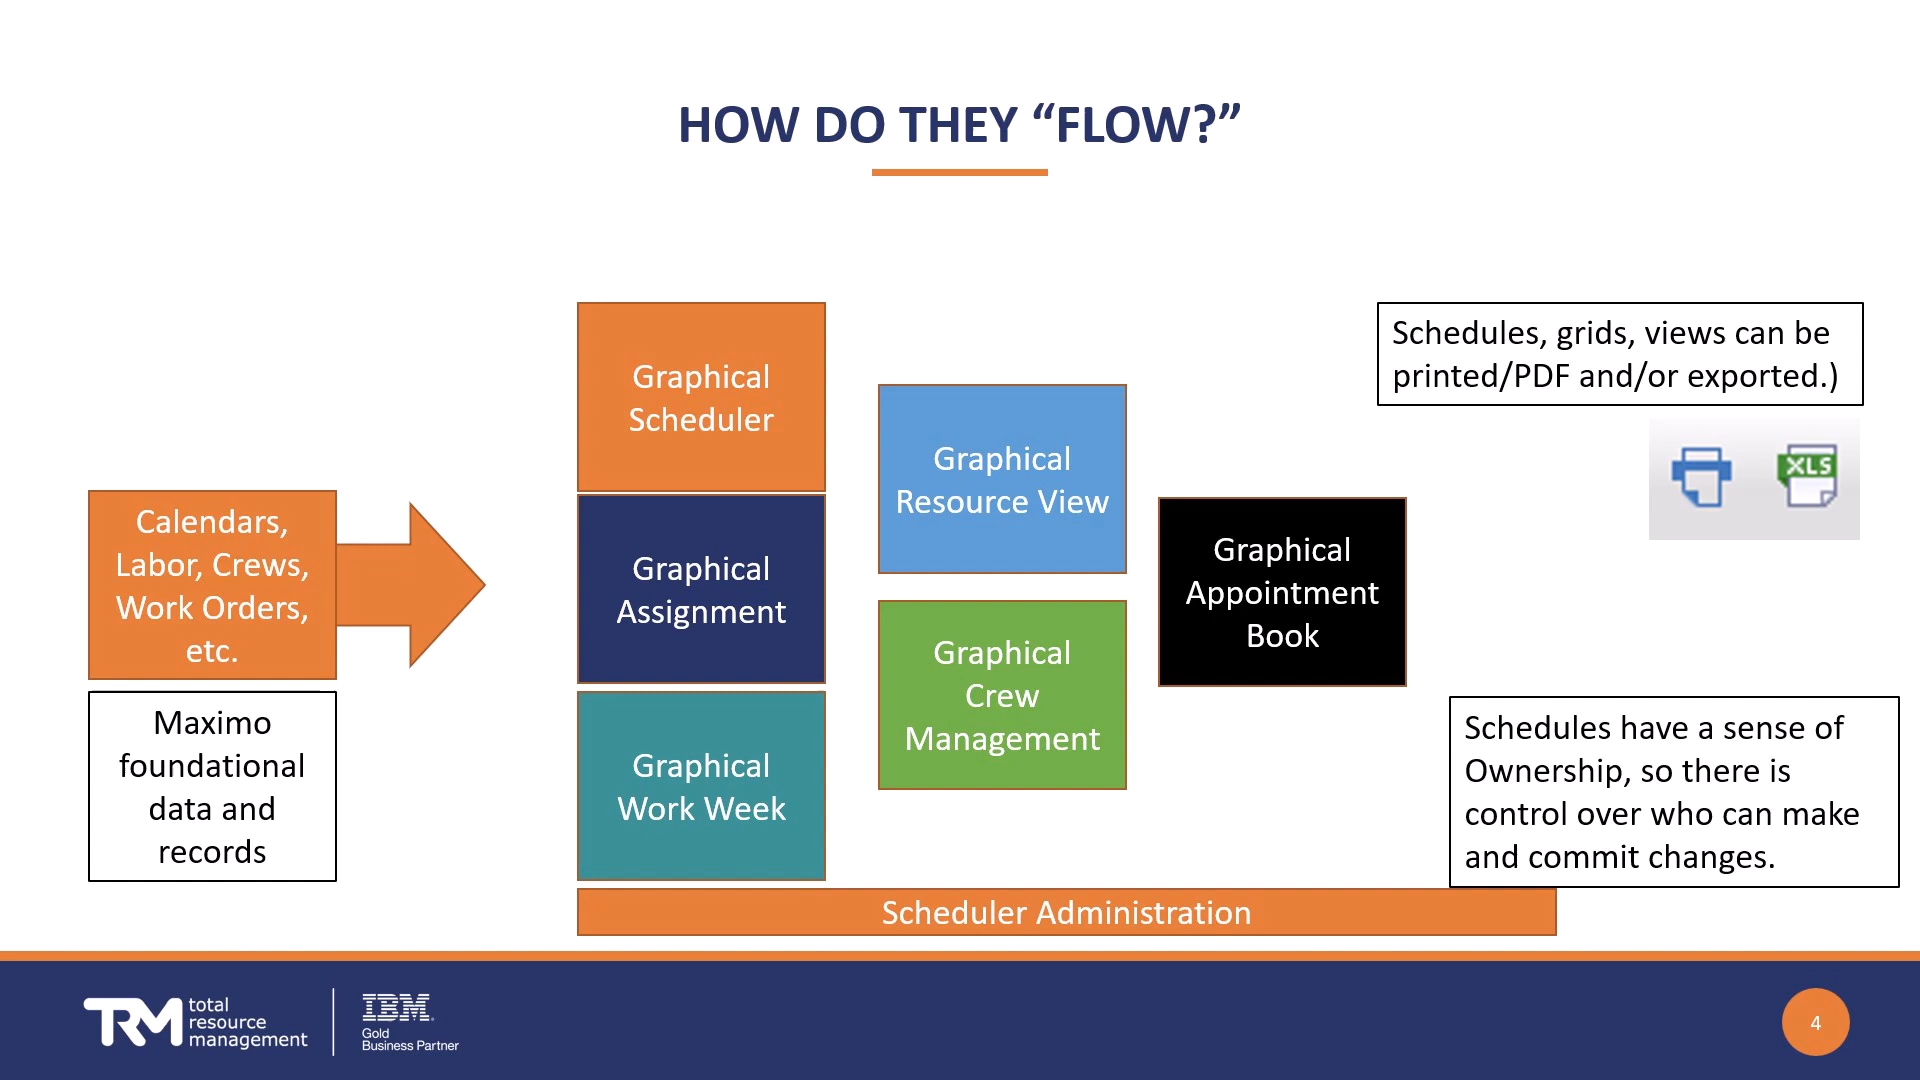 HOW DO THEY “FLOW?”
Calendars,
Labor, Crews,
Work Orders,
etc.
Maximo
foundational
data and
records
Graphical
Scheduler
Graphical
Assignment
Graphical
Work Week
Graphical
Resource View
Graphical
Crew
Management
Graphical
Appointment
Book
Schedules, grids, views can be
printed/PDF and/or exported.)
XLS
Schedules have a sense of
Ownership, so there is
control over who can make
and commit changes.
Scheduler Administration
TRM total
resource
management
IBM
Gold
Business Partner
4